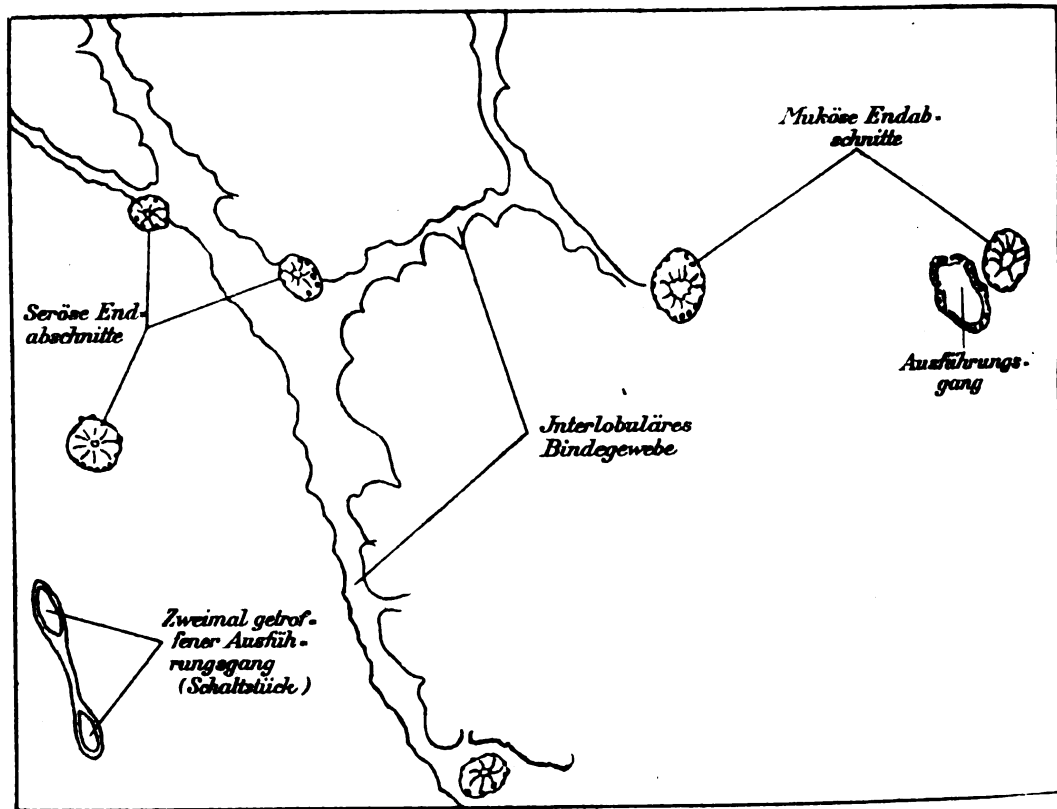 Muköse Endab-
schnitte
Seröse End-
abschnitte
Ausführungs-
gang
Interlobuläres
Bindegewebe
Zweimal getrof-
fener Ausfüh-
rungsgang
(Schaltstück)